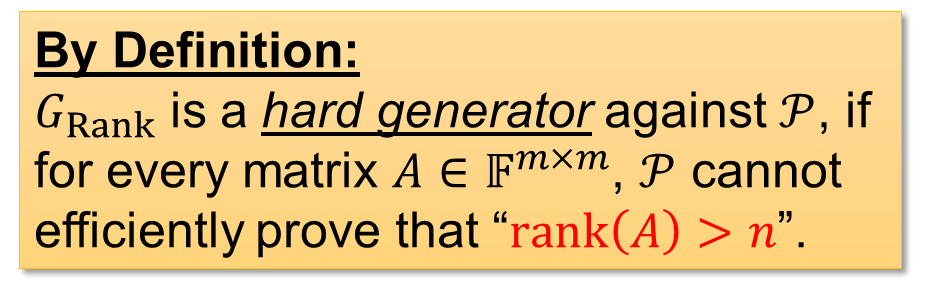 By Definition:
G_Rank is a hard generator against 𝒫, if
for every matrix A ∈ 𝔽^{m×m}, 𝒫 cannot
efficiently prove that “rank(A) > n”.